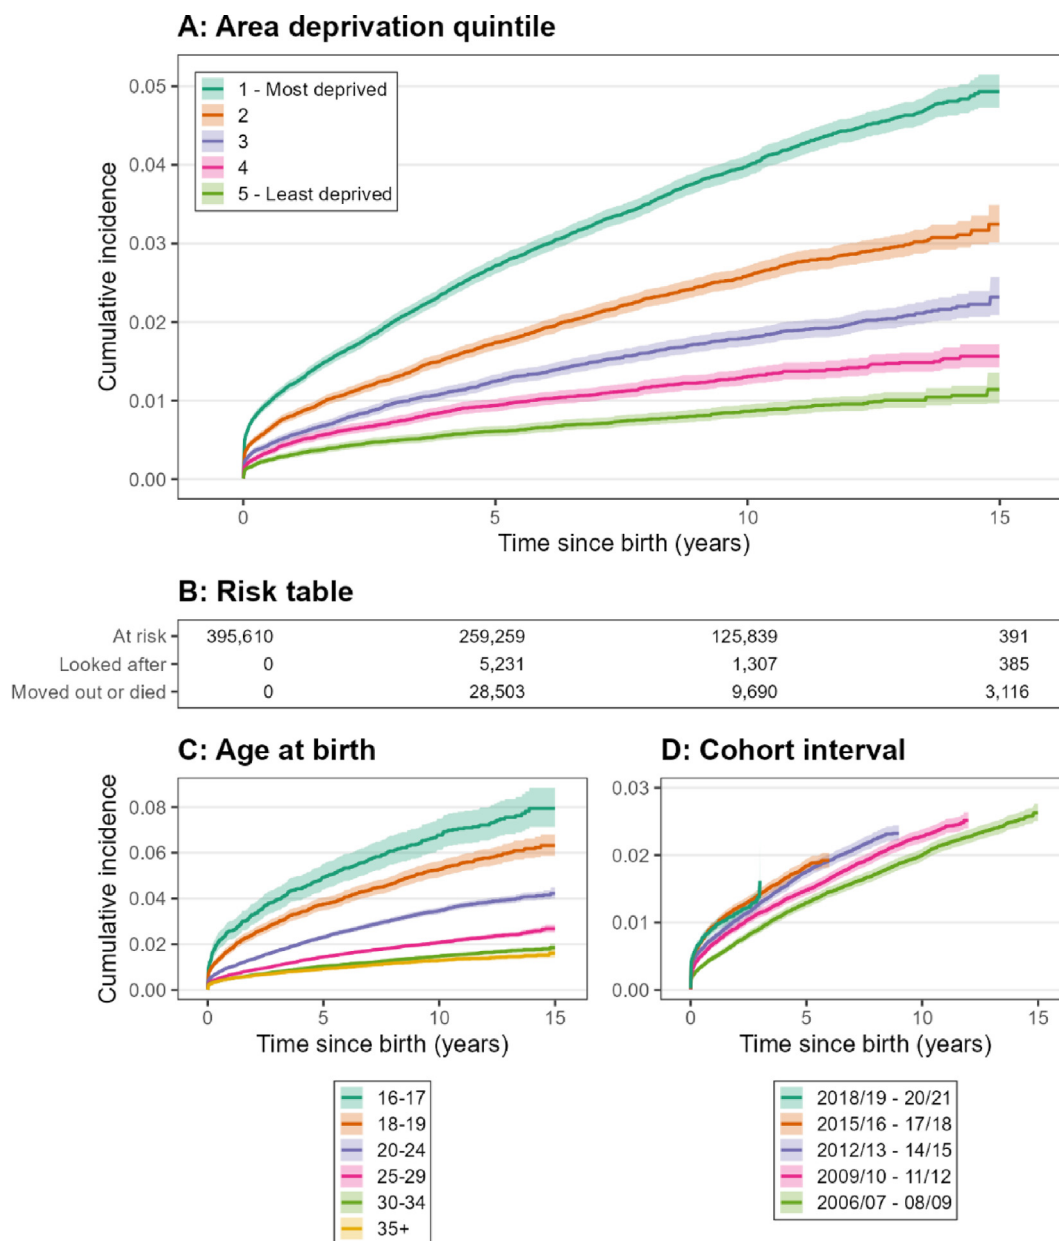 A: Area deprivation quintile
Cumulative incidence
0.05
0.04
0.03
0.02
0.01
0.00
1 - Most deprived
2
3
4
5 - Least deprived
0 5 10 15
Time since birth (years)
B: Risk table
At risk 395,610 259,259 125,839 391
Looked after 0 5,231 1,307 385
Moved out or died 0 28,503 9,690 3,116
C: Age at birth
Cumulative incidence
0.08
0.06
0.04
0.02
0.00
0 5 10 15
Time since birth (years)
16-17
18-19
20-24
25-29
30-34
35+
D: Cohort interval
0.03
0.02
0.01
0.00
0 5 10 15
Time since birth (years)
2018/19 - 20/21
2015/16 - 17/18
2012/13 - 14/15
2009/10 - 11/12
2006/07 - 08/09